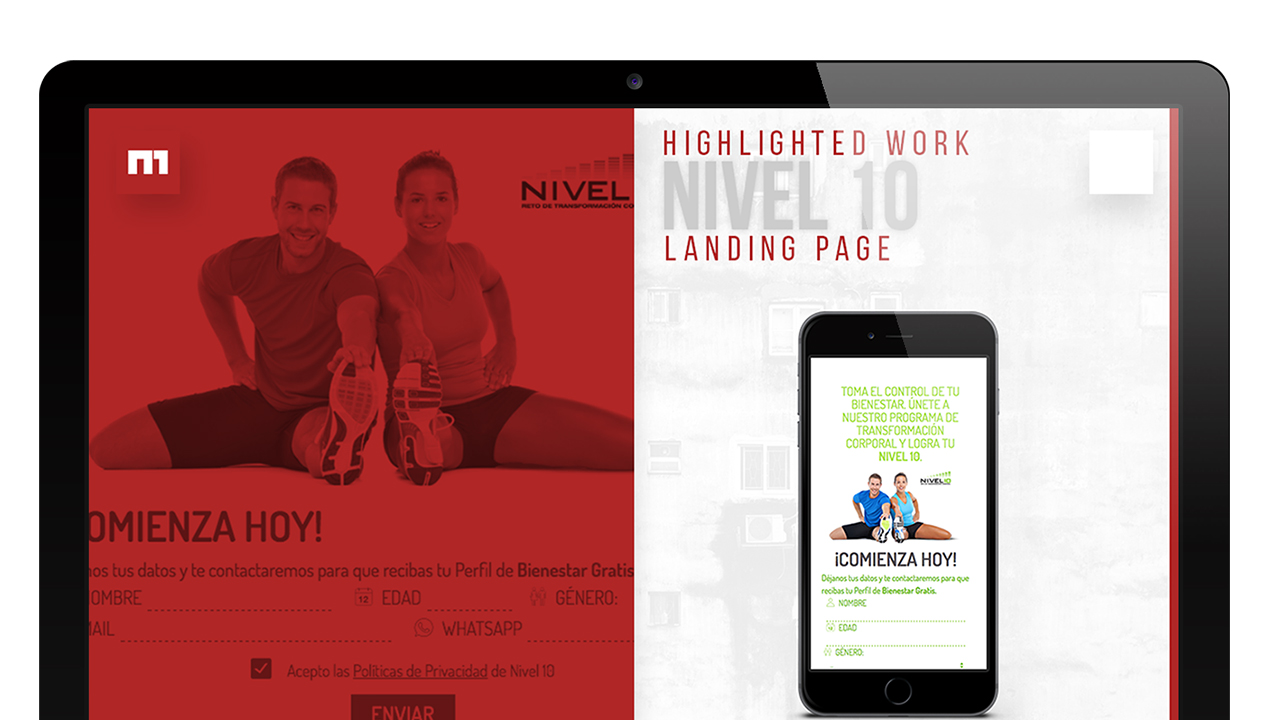 NIVEL
RETO DE TRANSFORMACIÓN CO
OMIENZA HOY!
nos tus datos y te contactaremos para que recibas tu Perfil de Bienestar Gratis
OMBRE
12 EDAD
GÉNERO:
MAIL
WHATSAPP
Acepto las Políticas de Privacidad de Nivel 10
ENVIAR
HIGHLIGHTED WORK
NIVEL 10
LANDING PAGE
TOMA EL CONTROL DE TU
BIENESTAR. ÚNETE A
NUESTRO PROGRAMA DE
TRANSFORMACIÓN
CORPORAL Y LOGRA TU
NIVEL 10.
NIVEL10
¡COMIENZA HOY!
Déjanos tus datos y te contactaremos para que
recibas tu Perfil de Bienestar Gratis.
NOMBRE
EDAD
GÉNERO: